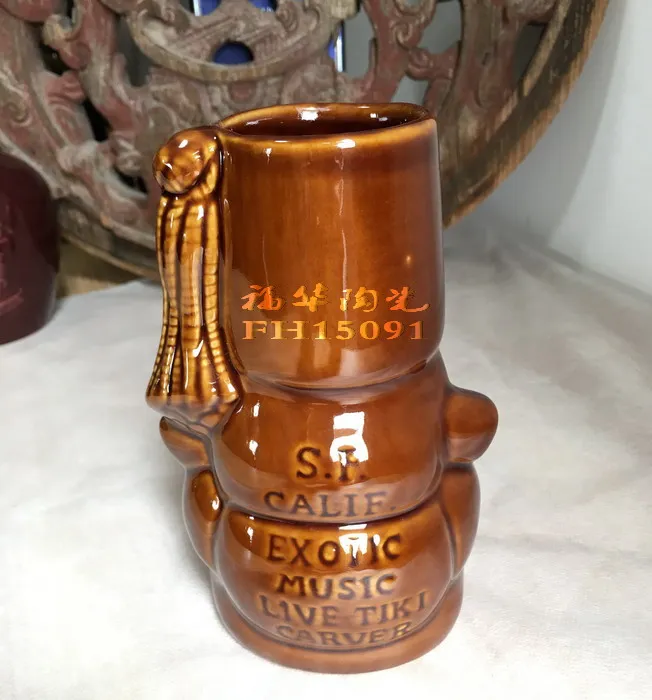 福华陶瓷
FH15091
S.F.
CALIF.
EXOTIC
MUSIC
LIVE TIKI
CARVER